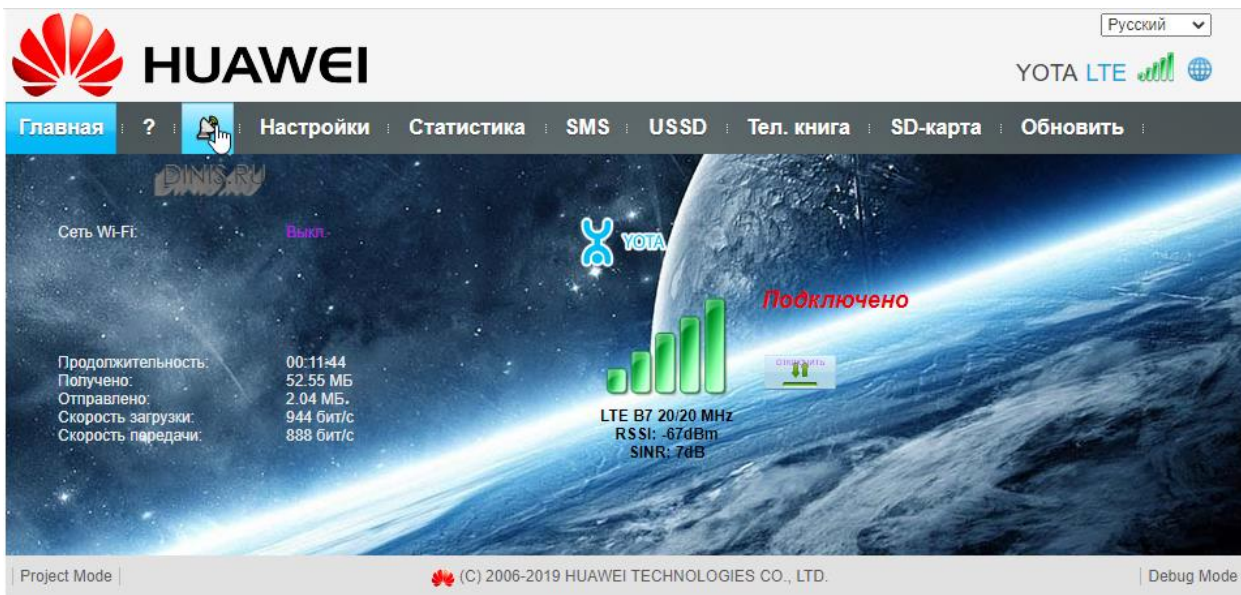 Русский
HUAWEI
YOTA LTE
Главная ? Настройки Статистика SMS USSD Тел. книга SD-карта Обновить
DINIS.RU
Сеть Wi-Fi: Выкл.
YOTA
Подключено
Продолжительность: 00:11:44
Получено: 52.55 МБ
Отправлено: 2.04 МБ.
Скорость загрузки: 944 бит/с
Скорость передачи: 888 бит/с
LTE B7 20/20 MHz
RSSI: -67dBm
SINR: 7dB
Project Mode (C) 2006-2019 HUAWEI TECHNOLOGIES CO., LTD. Debug Mode